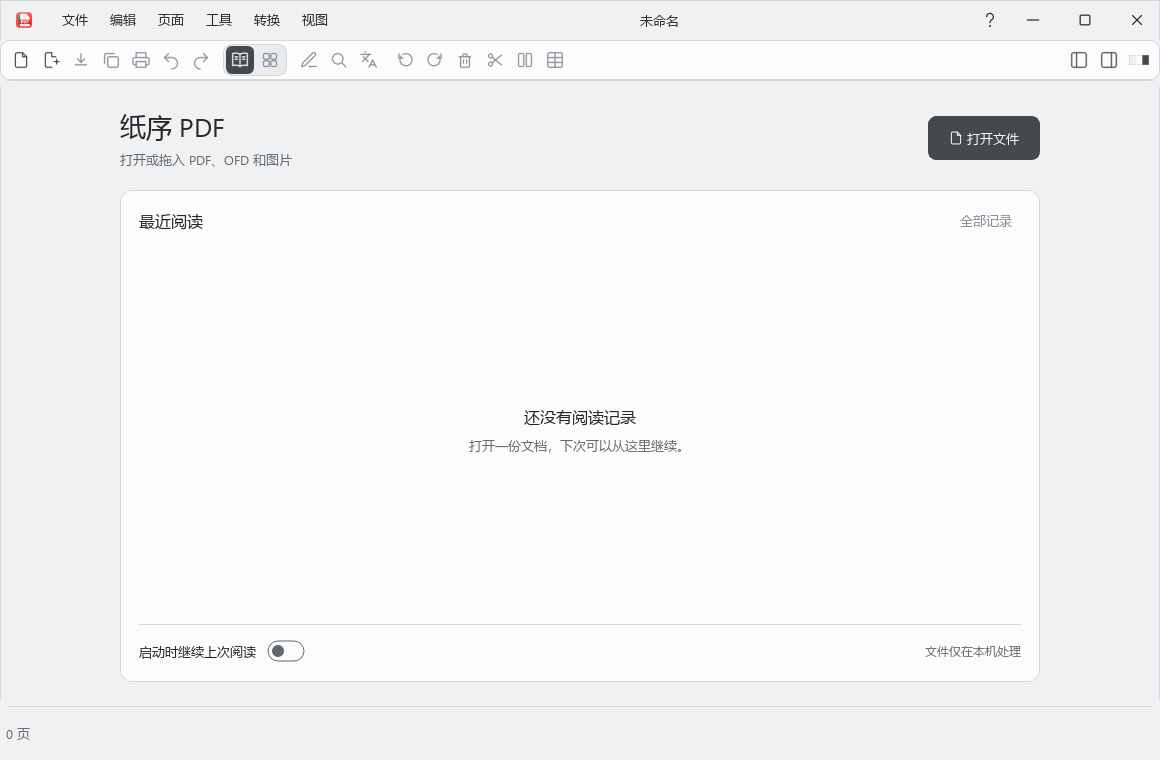 文件 编辑 页面 工具 转换 视图 未命名
纸序 PDF
打开或拖入 PDF、OFD 和图片
打开文件
最近阅读 全部记录
还没有阅读记录
打开一份文档，下次可以从这里继续。
启动时继续上次阅读 文件仅在本机处理
0 页